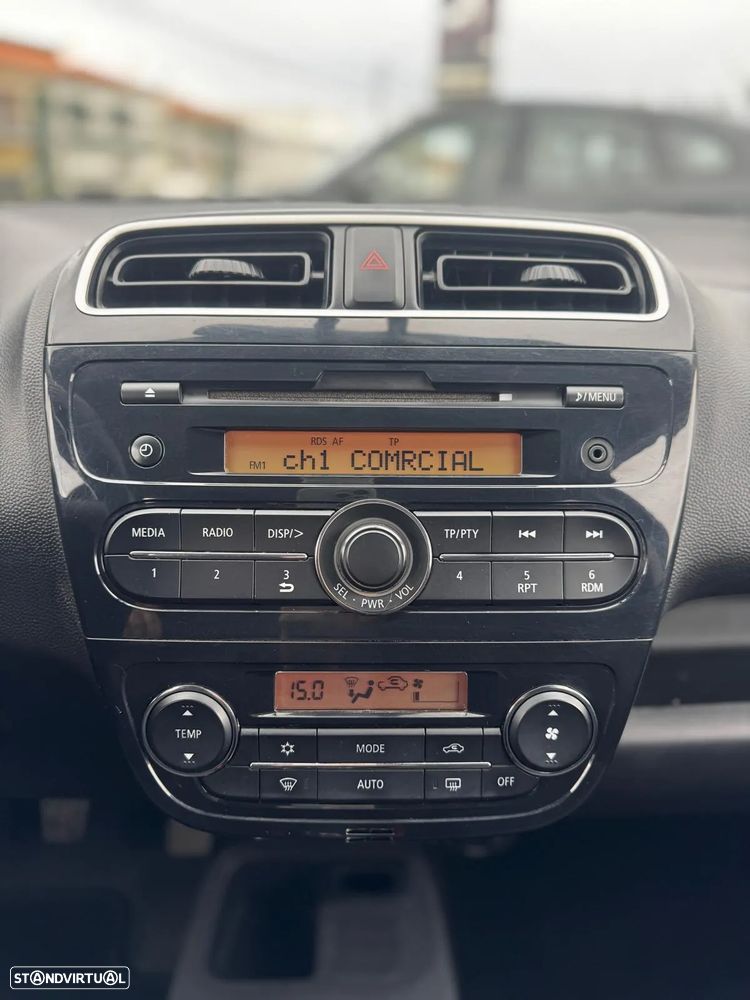 ♪/MENU
RDS AF TP
FM1 ch1 COMRCIAL
MEDIA RADIO DISP/> TP/PTY
1 2 3 4 5 RPT 6 RDM
SEL · PWR · VOL
15.0
TEMP
MODE
AUTO
OFF
STANDVIRTUAL